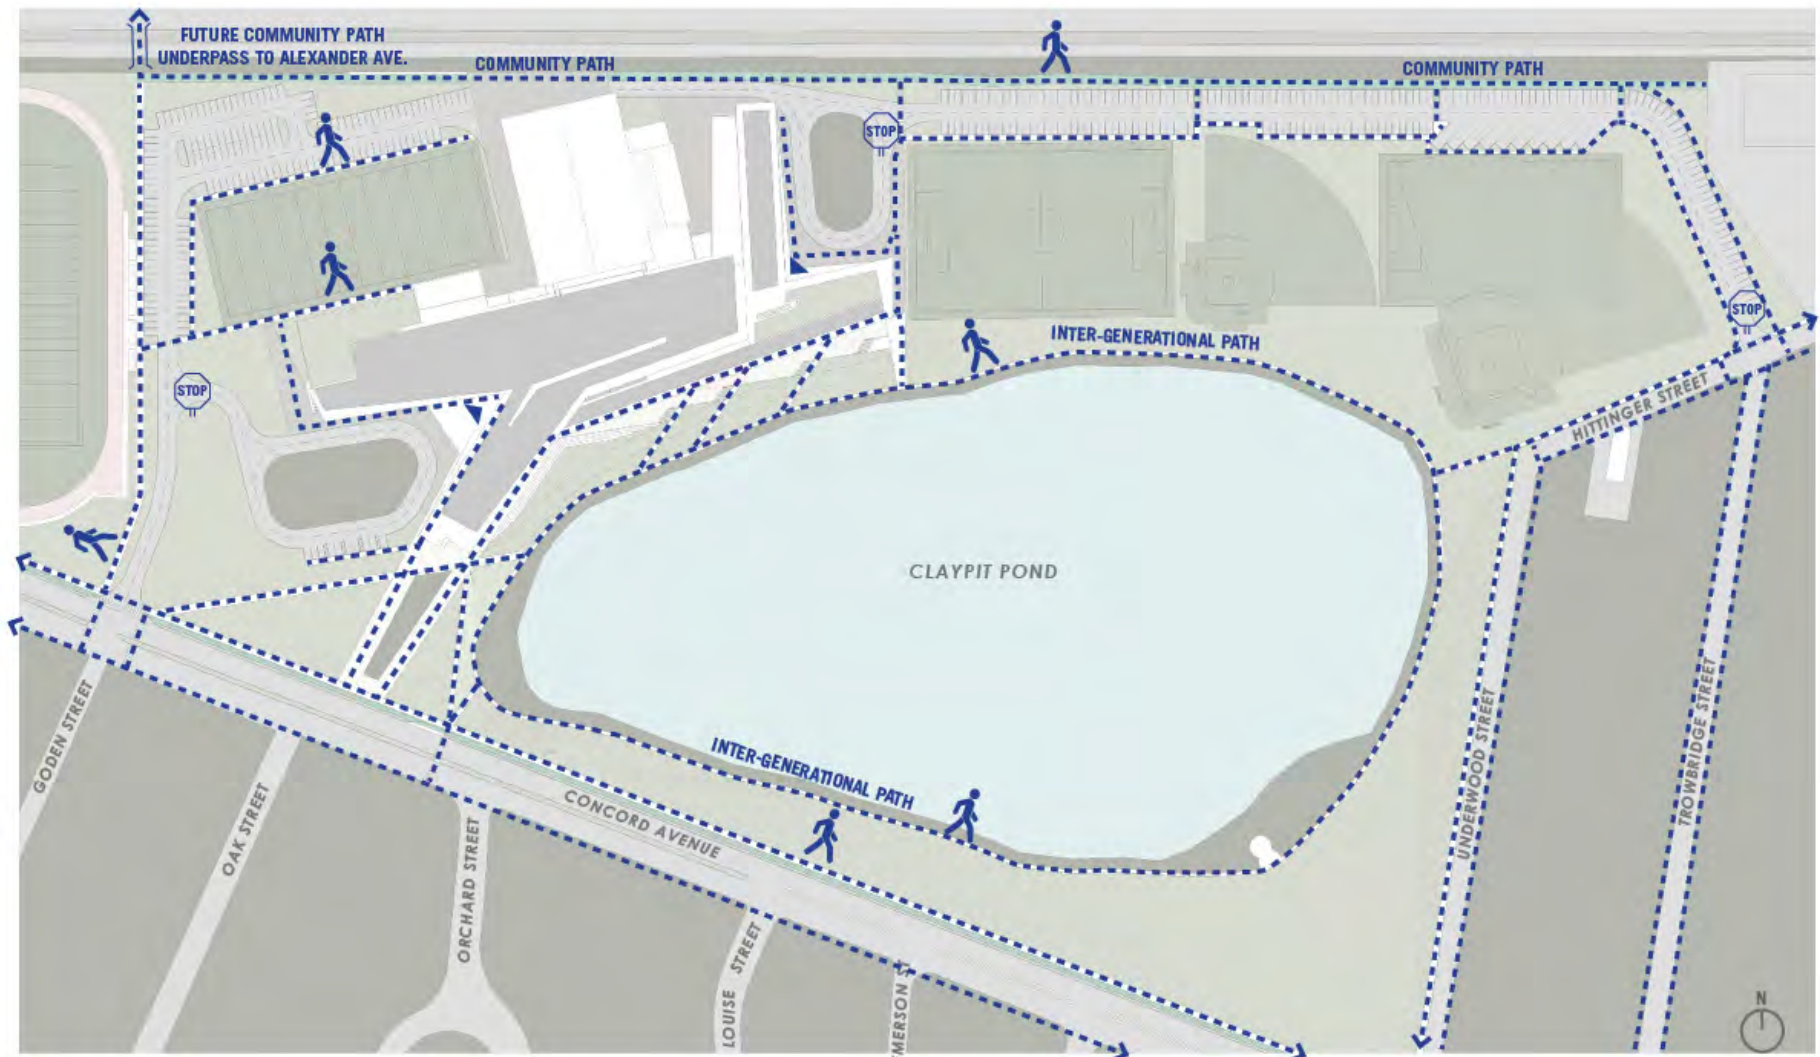 FUTURE COMMUNITY PATH
UNDERPASS TO ALEXANDER AVE.
COMMUNITY PATH
COMMUNITY PATH
STOP
STOP
STOP
INTER-GENERATIONAL PATH
HITTINGER STREET
CLAYPIT POND
INTER-GENERATIONAL PATH
CONCORD AVENUE
GODEN STREET
OAK STREET
ORCHARD STREET
LOUISE STREET
MERSON ST
UNDERWOOD STREET
TROWBRIDGE STREET
N